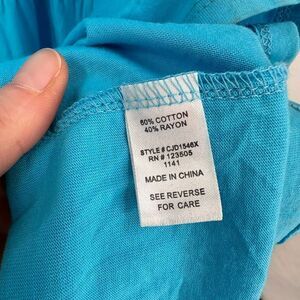 60% COTTON
40% RAYON
STYLE # CJD1546X
RN # 123505
1141
MADE IN CHINA
SEE REVERSE
FOR CARE